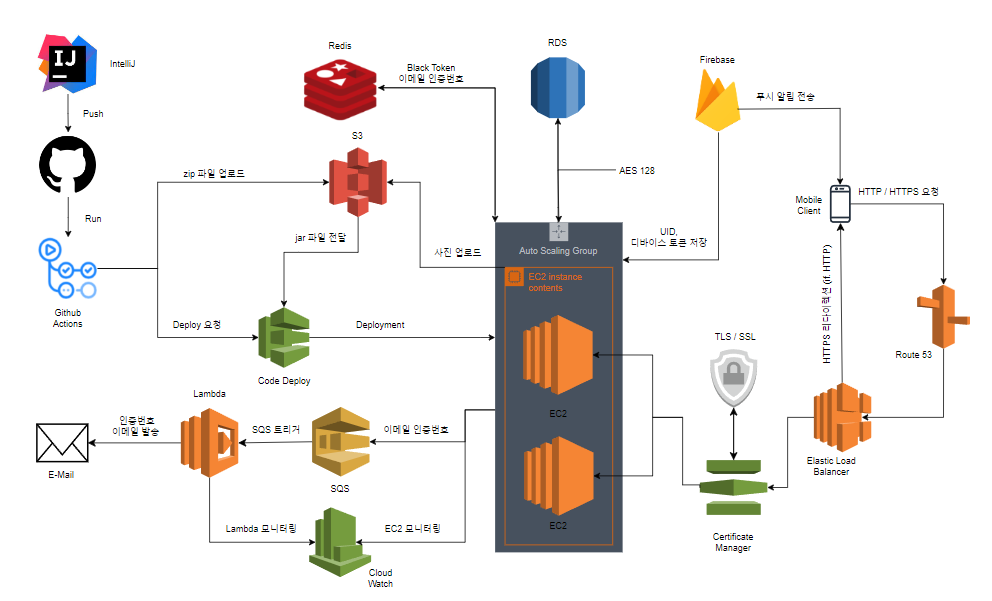 IJ
IntelliJ
Push
Run
Github
Actions
Redis
Black Token
이메일 인증번호
S3
zip 파일 업로드
jar 파일 전달
사진 업로드
Deploy 요청
Code Deploy
Deployment
RDS
AES 128
Auto Scaling Group
EC2 instance
contents
EC2
EC2
Firebase
푸시 알림 전송
UID,
디바이스 토큰 저장
Mobile
Client
HTTP / HTTPS 요청
Route 53
HTTPS 리다이렉션 (if. HTTP)
TLS / SSL
Elastic Load
Balancer
Certificate
Manager
Lambda
인증번호
이메일 발송
E-Mail
SQS 트리거
SQS
이메일 인증번호
Lambda 모니터링
EC2 모니터링
Cloud
Watch